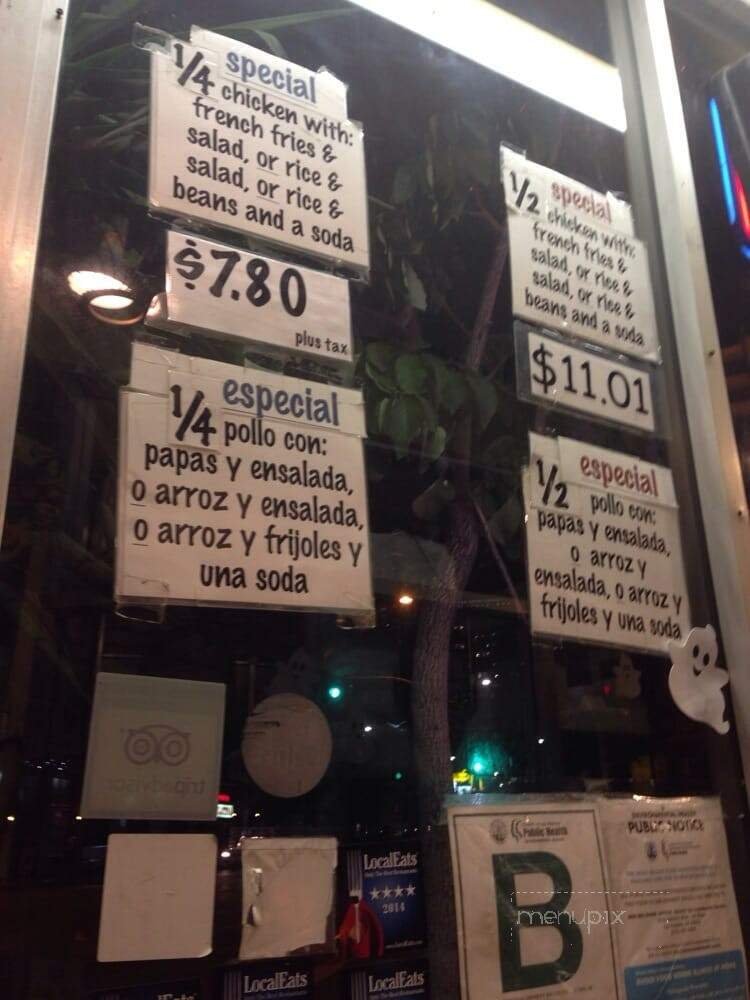 special
1/4 chicken with:
french fries &
salad, or rice &
salad, or rice &
beans and a soda
$7.80
plus tax
especial
1/4 pollo con:
papas y ensalada,
o arroz y ensalada,
o arroz y frijoles y
una soda
special
1/2 chicken with:
french fries &
salad, or rice &
salad, or rice &
beans and a soda
$11.01
especial
1/2 pollo con:
papas y ensalada,
o arroz y
ensalada, o arroz y
frijoles y una soda
tripadvisor
LocalEats
2014
LocalEats
LocalEats
Public Health
B
PUBLIC NOTICE
menupix